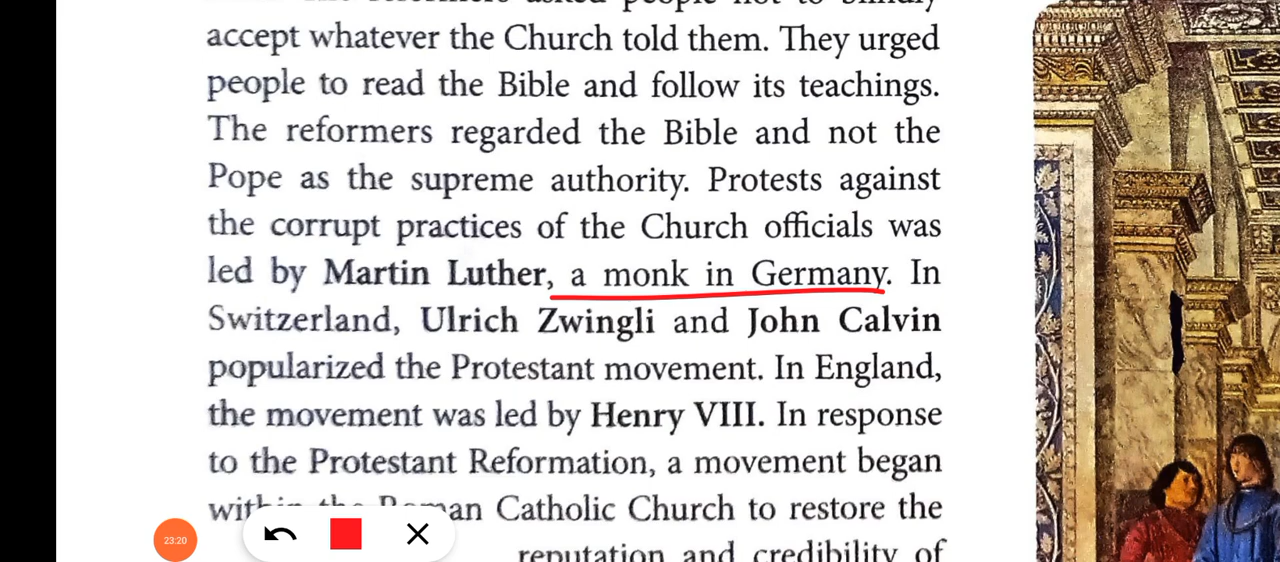 accept whatever the Church told them. They urged
people to read the Bible and follow its teachings.
The reformers regarded the Bible and not the
Pope as the supreme authority. Protests against
the corrupt practices of the Church officials was
led by Martin Luther, a monk in Germany. In
Switzerland, Ulrich Zwingli and John Calvin
popularized the Protestant movement. In England,
the movement was led by Henry VIII. In response
to the Protestant Reformation, a movement began
within the Roman Catholic Church to restore the
reputation and credibility of
23:20